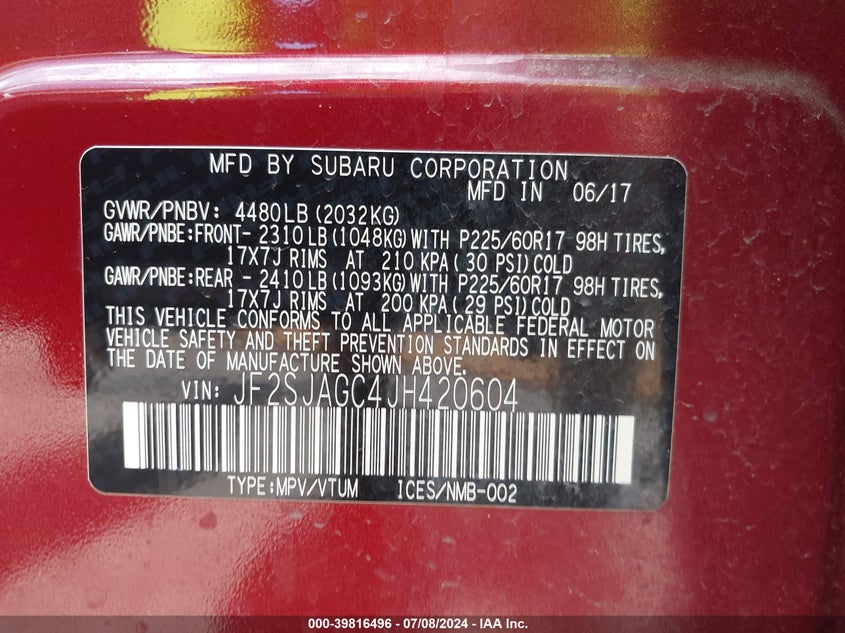 MFD BY SUBARU CORPORATION
MFD IN 06/17
GVWR/PNBV: 4480LB(2032KG)
GAWR/PNBE:FRONT- 2310LB(1048KG)WITH P225/60R17 98H TIRES,
17X7J RIMS AT 210 KPA(30 PSI)COLD
GAWR/PNBE:REAR - 2410LB(1093KG)WITH P225/60R17 98H TIRES,
17X7J RIMS AT 200 KPA(29 PSI)COLD
THIS VEHICLE CONFORMS TO ALL APPLICABLE FEDERAL MOTOR
VEHICLE SAFETY AND THEFT PREVENTION STANDARDS IN EFFECT ON
THE DATE OF MANUFACTURE SHOWN ABOVE.
VIN: JF2SJAGC4JH420604
TYPE:MPV/VTUM ICES/NMB-002
000-39816496 - 07/08/2024 - IAA Inc.